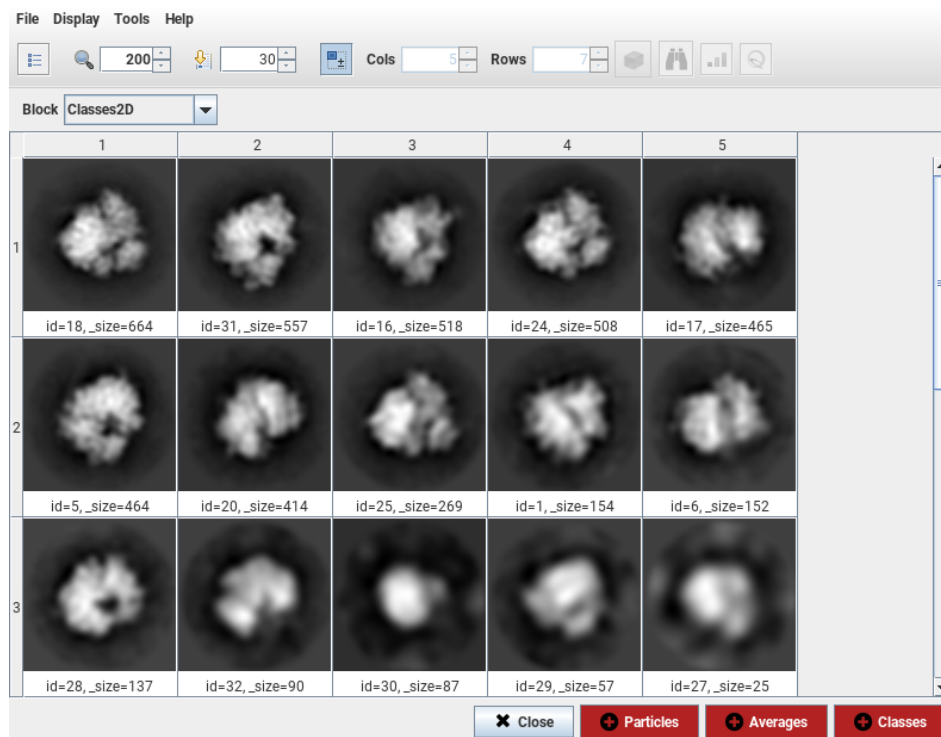 File Display Tools Help
200 30 Cols 5 Rows 7
Block Classes2D
1 2 3 4 5
1
id=18,_size=664 id=31,_size=557 id=16,_size=518 id=24,_size=508 id=17,_size=465
2
id=5,_size=464 id=20,_size=414 id=25,_size=269 id=1,_size=154 id=6,_size=152
3
id=28,_size=137 id=32,_size=90 id=30,_size=87 id=29,_size=57 id=27,_size=25
Close Particles Averages Classes